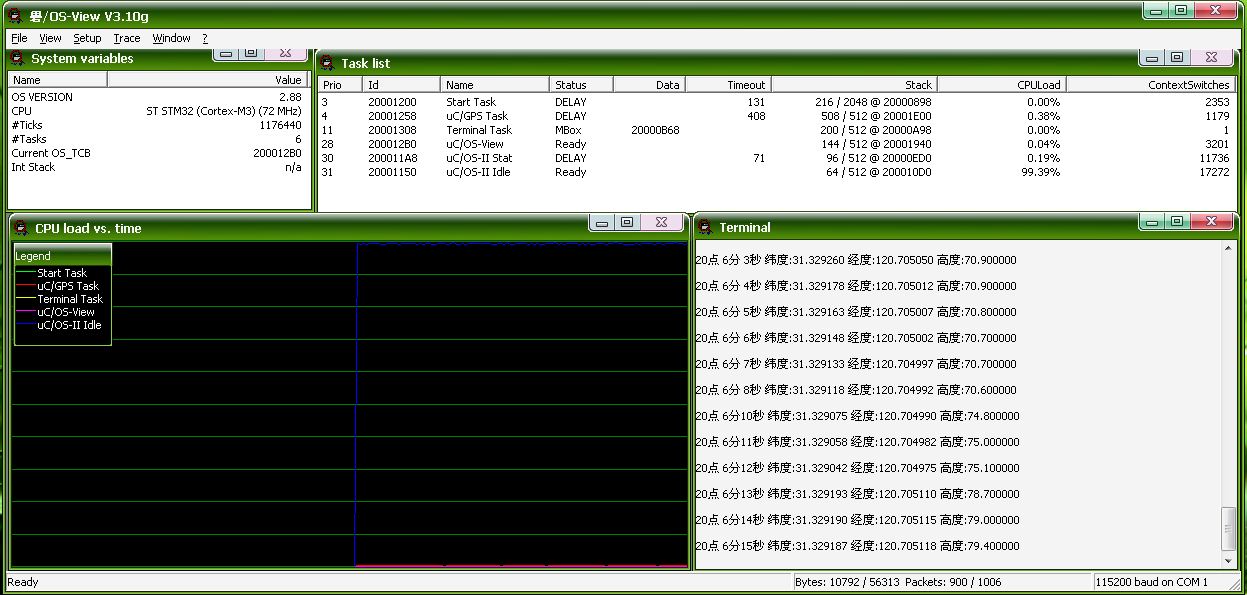 碧/OS-View V3.10g
File View Setup Trace Window ?
System variables
Name Value
OS VERSION 2.88
CPU ST STM32 (Cortex-M3) (72 MHz)
#Ticks 1176440
#Tasks 6
Current OS_TCB 200012B0
Int Stack n/a
Task list
Prio Id Name Status Data Timeout Stack CPULoad ContextSwitches
3 20001200 Start Task DELAY 131 216 / 2048 @ 20000898 0.00% 2353
4 20001258 uC/GPS Task DELAY 408 508 / 512 @ 20001E00 0.38% 1179
11 20001308 Terminal Task MBox 20000B68 200 / 512 @ 20000A98 0.00% 1
28 200012B0 uC/OS-View Ready 144 / 512 @ 20001940 0.04% 3201
30 200011A8 uC/OS-II Stat DELAY 71 96 / 512 @ 20000ED0 0.19% 11736
31 20001150 uC/OS-II Idle Ready 64 / 512 @ 200010D0 99.39% 17272
CPU load vs. time
Legend
Start Task
uC/GPS Task
Terminal Task
uC/OS-View
uC/OS-II Idle
Terminal
20点 6分 3秒 纬度:31.329260 经度:120.705050 高度:70.900000
20点 6分 4秒 纬度:31.329178 经度:120.705012 高度:70.900000
20点 6分 5秒 纬度:31.329163 经度:120.705007 高度:70.800000
20点 6分 6秒 纬度:31.329148 经度:120.705002 高度:70.700000
20点 6分 7秒 纬度:31.329133 经度:120.704997 高度:70.700000
20点 6分 8秒 纬度:31.329118 经度:120.704992 高度:70.600000
20点 6分10秒 纬度:31.329075 经度:120.704990 高度:74.800000
20点 6分11秒 纬度:31.329058 经度:120.704982 高度:75.000000
20点 6分12秒 纬度:31.329042 经度:120.704975 高度:75.100000
20点 6分13秒 纬度:31.329193 经度:120.705110 高度:78.700000
20点 6分14秒 纬度:31.329190 经度:120.705115 高度:79.000000
20点 6分15秒 纬度:31.329187 经度:120.705118 高度:79.400000
Ready
Bytes: 10792 / 56313 Packets: 900 / 1006
115200 baud on COM 1